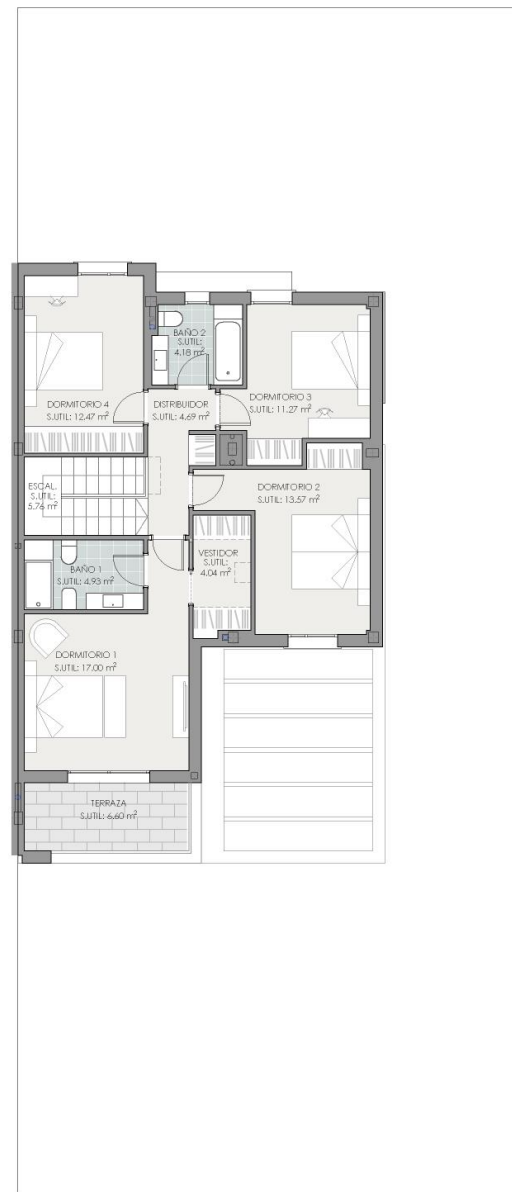 BAÑO 2
S.UTIL:
4.18 m²
DORMITORIO 4
S.UTIL: 12.47 m²
DISTRIBUIDOR
S.UTIL: 4.69 m²
DORMITORIO 3
S.UTIL: 11.27 m²
ESCAL.
S.UTIL:
5.76 m²
DORMITORIO 2
S.UTIL: 13.57 m²
VESTIDOR
S.UTIL:
4.04 m²
BAÑO 1
S.UTIL: 4.93 m²
DORMITORIO 1
S.UTIL: 17.00 m²
TERRAZA
S.UTIL: 6.60 m²